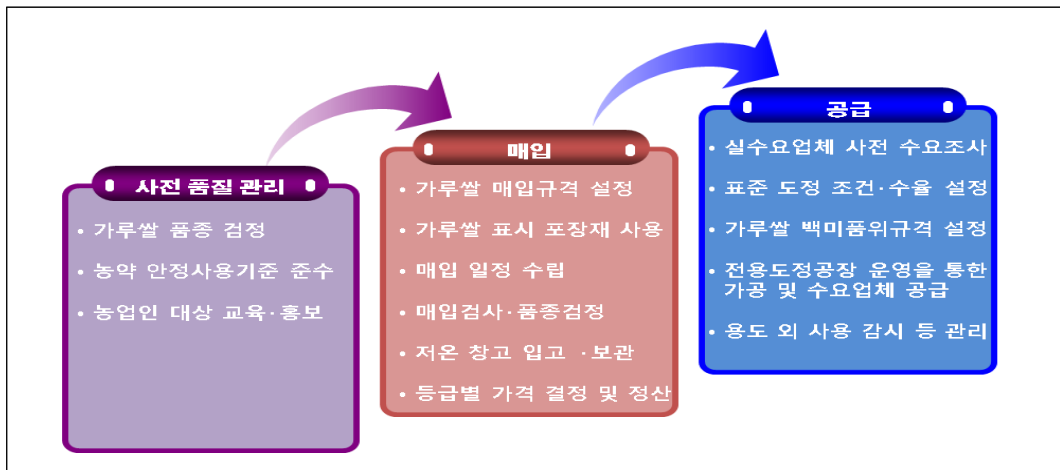 사전 품질 관리
• 가루쌀 품종 검정
• 농약 안정사용기준 준수
• 농업인 대상 교육·홍보
매입
• 가루쌀 매입규격 설정
• 가루쌀 표시 포장재 사용
• 매입 일정 수립
• 매입검사·품종검정
• 저온 창고 입고 ·보관
• 등급별 가격 결정 및 정산
공급
• 실수요업체 사전 수요조사
• 표준 도정 조건·수율 설정
• 가루쌀 백미품위규격 설정
• 전용도정공장 운영을 통한
가공 및 수요업체 공급
• 용도 외 사용 감시 등 관리